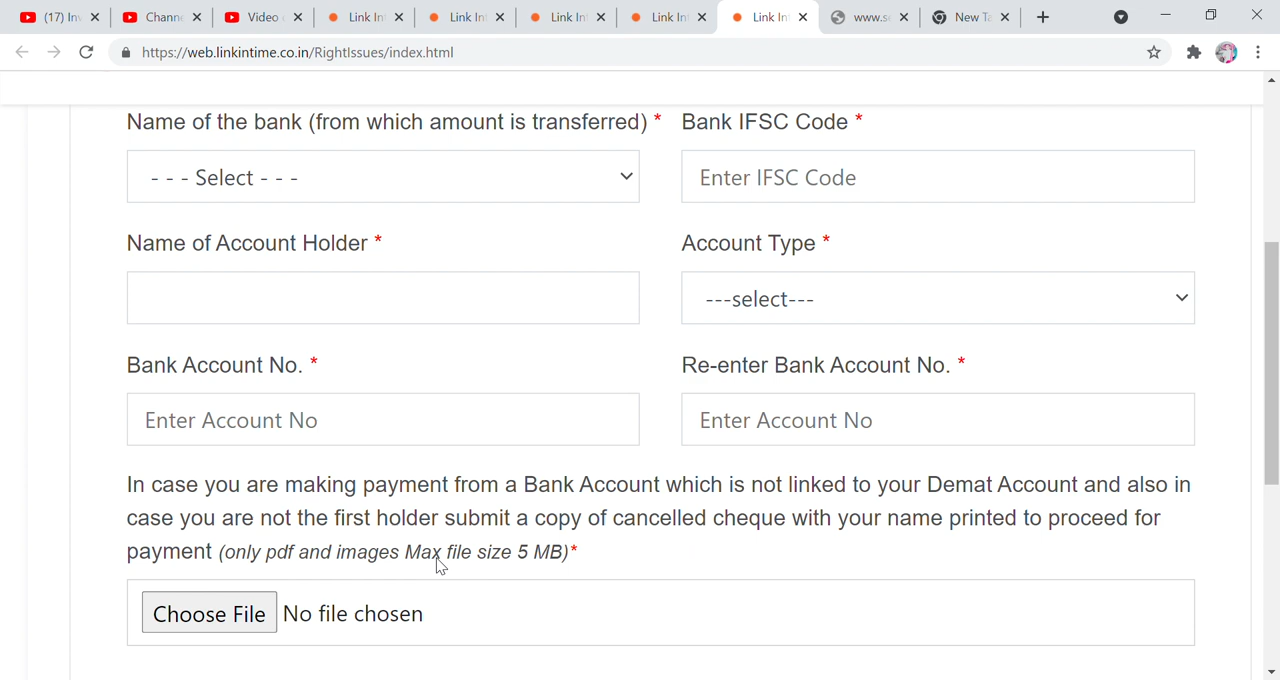 (17) In
Chann
Video
Link In
Link In
Link In
Link In
Link In
www.s
New Ta
https://web.linkintime.co.in/RightIssues/index.html
Name of the bank (from which amount is transferred) * Bank IFSC Code *
- - - Select - - - Enter IFSC Code
Name of Account Holder * Account Type *
---select---
Bank Account No. * Re-enter Bank Account No. *
Enter Account No Enter Account No
In case you are making payment from a Bank Account which is not linked to your Demat Account and also in
case you are not the first holder submit a copy of cancelled cheque with your name printed to proceed for
payment (only pdf and images Max file size 5 MB)*
Choose File No file chosen